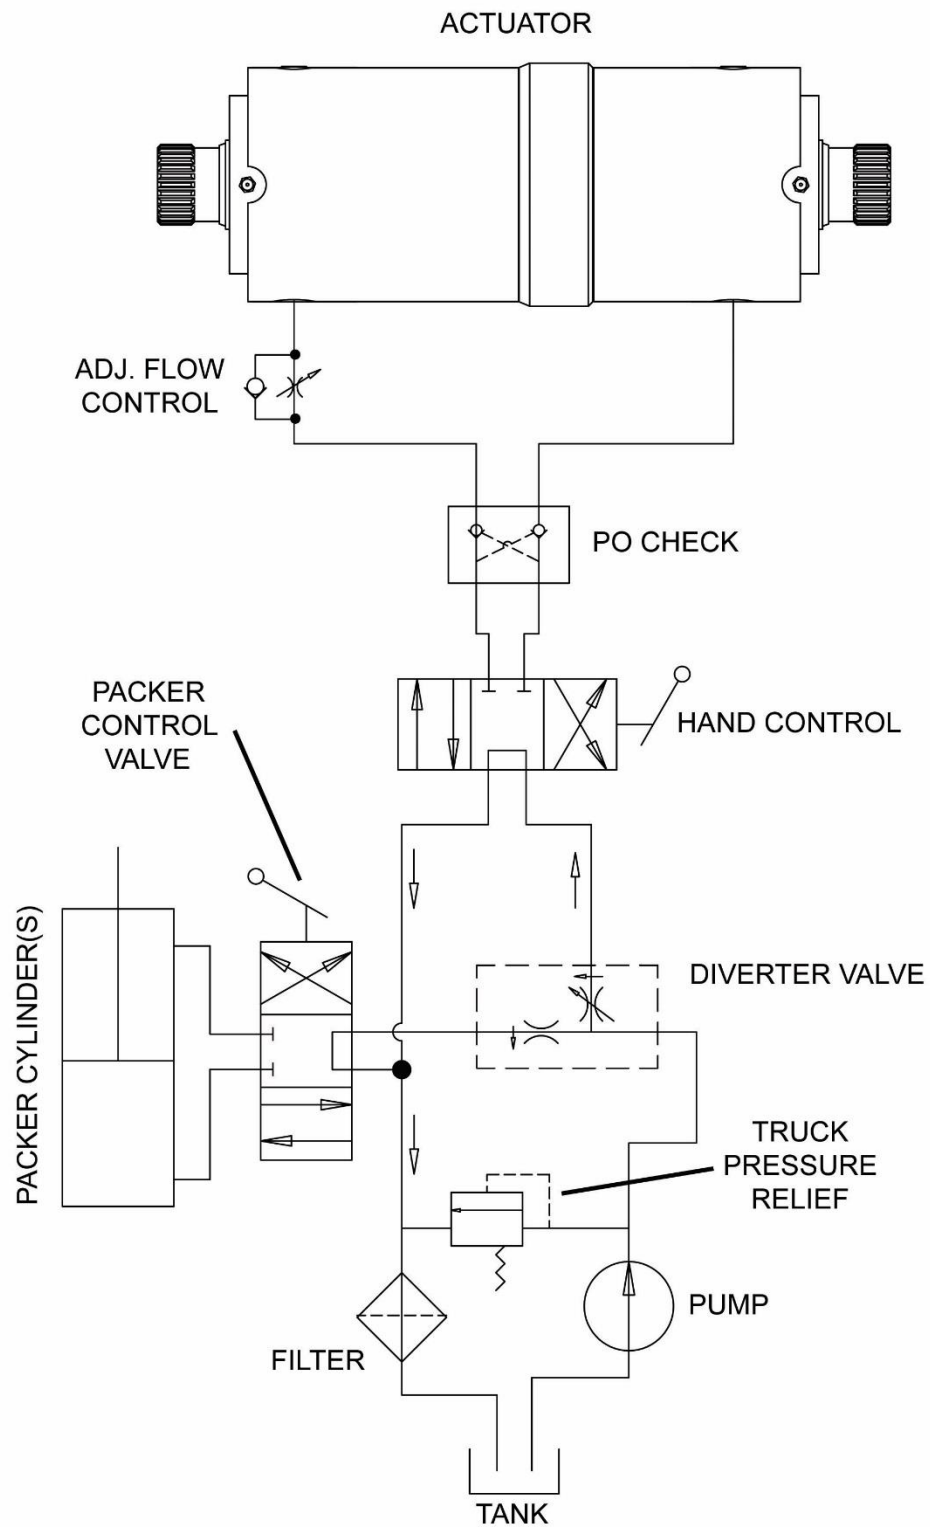 ACTUATOR
ADJ. FLOW
CONTROL
PO CHECK
PACKER
CONTROL
VALVE
HAND CONTROL
PACKER CYLINDER(S)
DIVERTER VALVE
TRUCK
PRESSURE
RELIEF
PUMP
FILTER
TANK